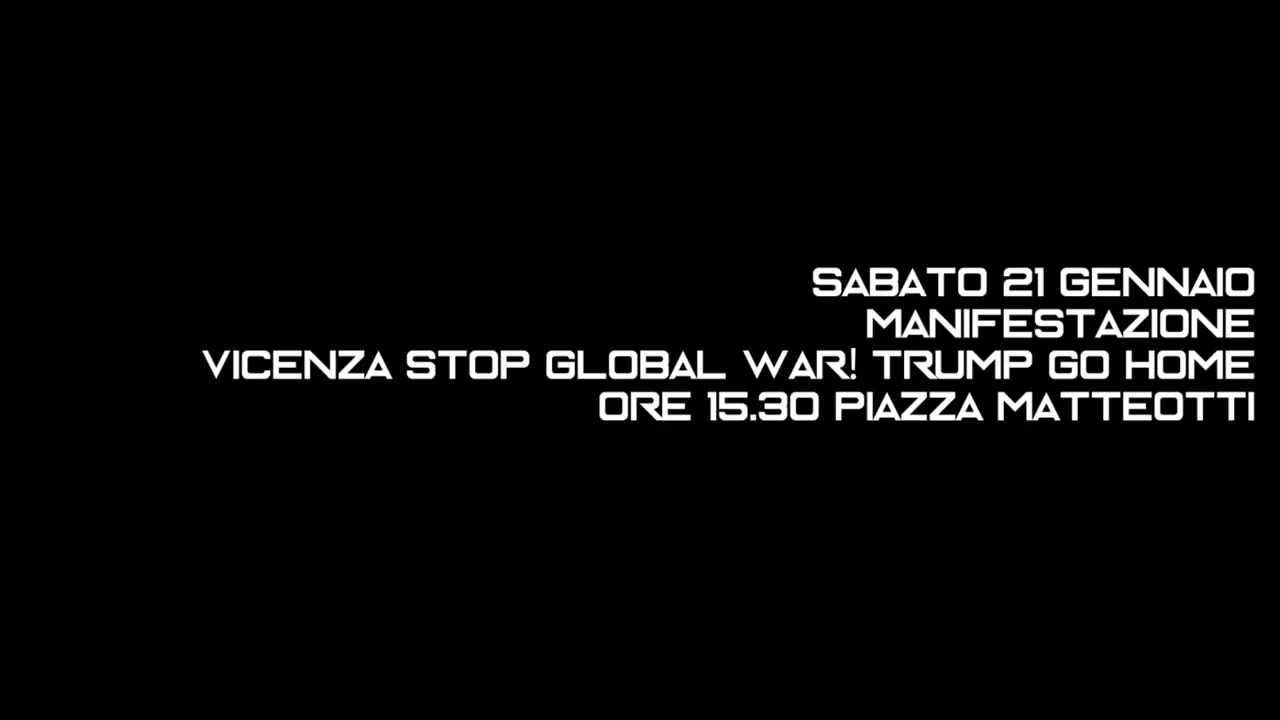 SABATO 21 GENNAIO
MANIFESTAZIONE
VICENZA STOP GLOBAL WAR! TRUMP GO HOME
ORE 15.30 PIAZZA MATTEOTTI